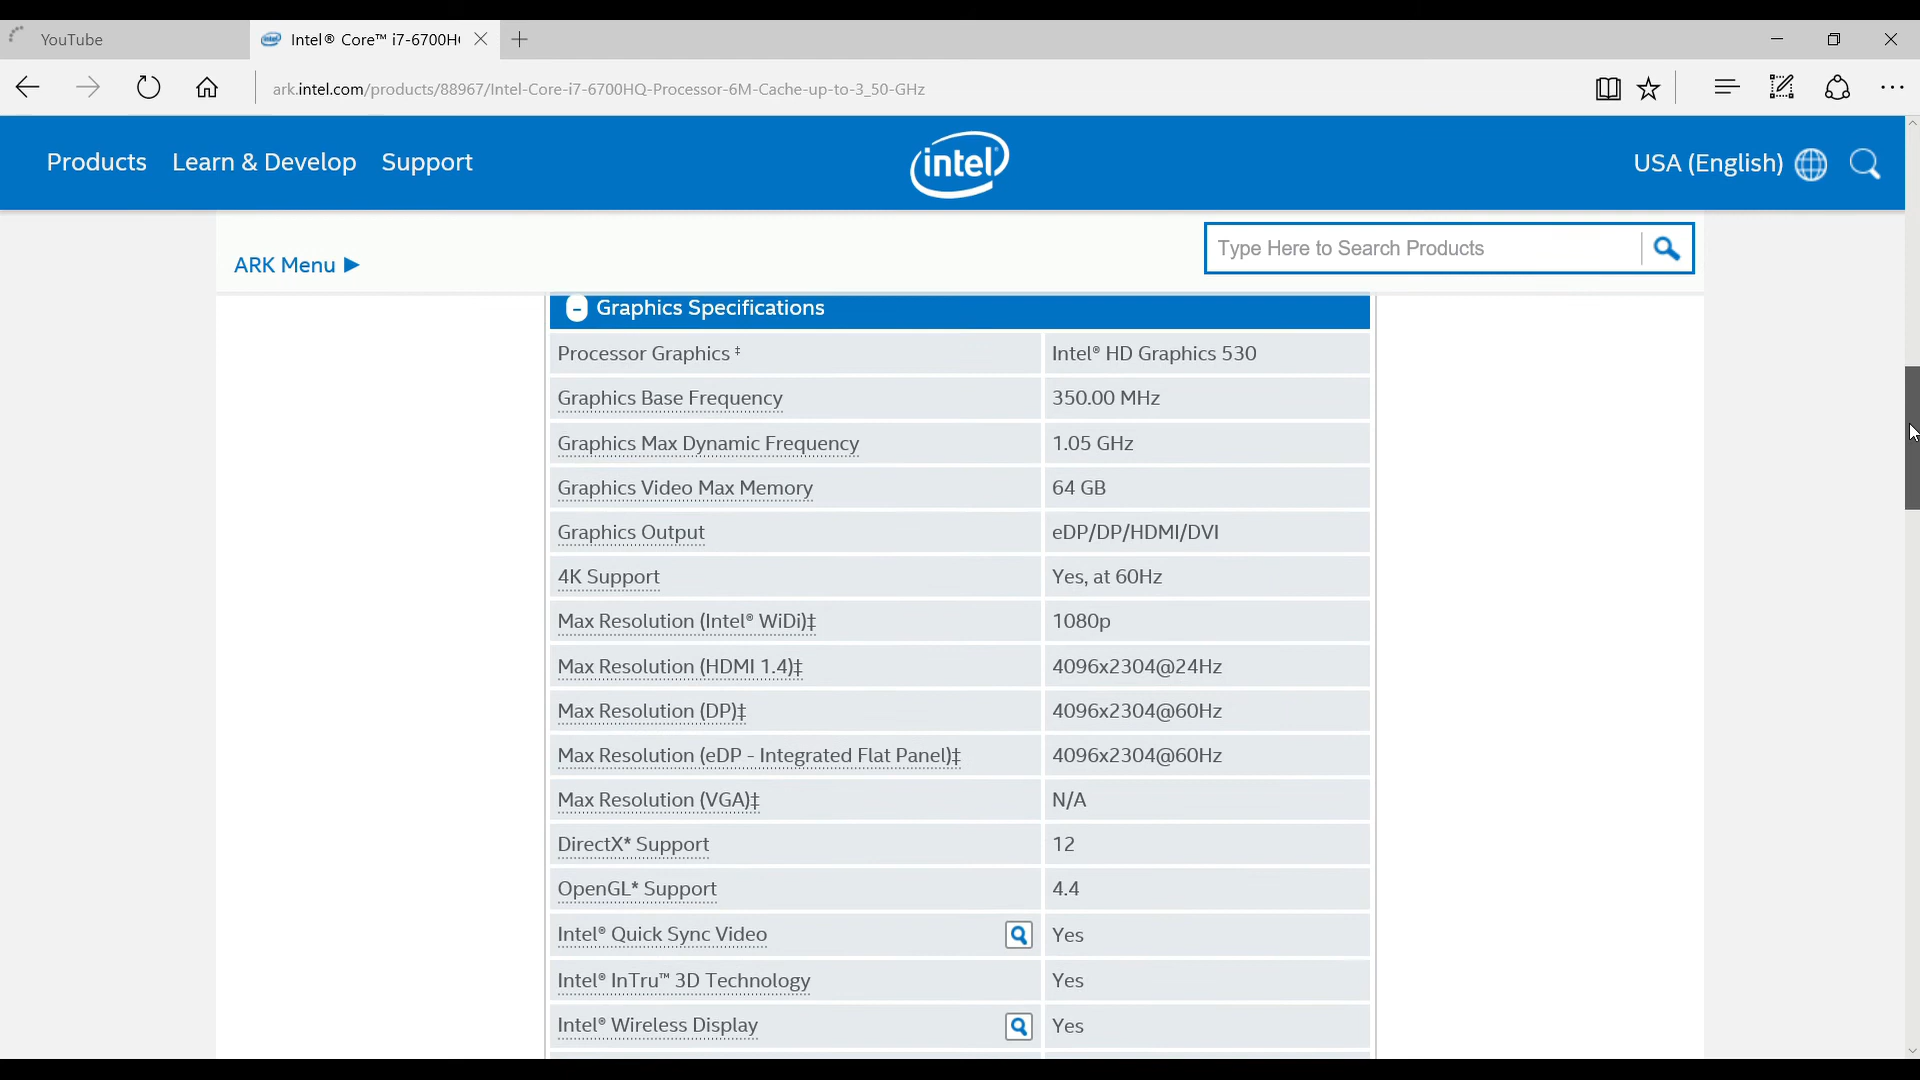 YouTube
Intel® Core™ i7-6700H
ark.intel.com/products/88967/Intel-Core-i7-6700HQ-Processor-6M-Cache-up-to-3_50-GHz
Products Learn & Develop Support
intel
USA (English)
ARK Menu ►
Type Here to Search Products
- Graphics Specifications
Processor Graphics ‡ Intel® HD Graphics 530
Graphics Base Frequency 350.00 MHz
Graphics Max Dynamic Frequency 1.05 GHz
Graphics Video Max Memory 64 GB
Graphics Output eDP/DP/HDMI/DVI
4K Support Yes, at 60Hz
Max Resolution (Intel® WiDi)‡ 1080p
Max Resolution (HDMI 1.4)‡ 4096x2304@24Hz
Max Resolution (DP)‡ 4096x2304@60Hz
Max Resolution (eDP - Integrated Flat Panel)‡ 4096x2304@60Hz
Max Resolution (VGA)‡ N/A
DirectX* Support 12
OpenGL* Support 4.4
Intel® Quick Sync Video Yes
Intel® InTru™ 3D Technology Yes
Intel® Wireless Display Yes